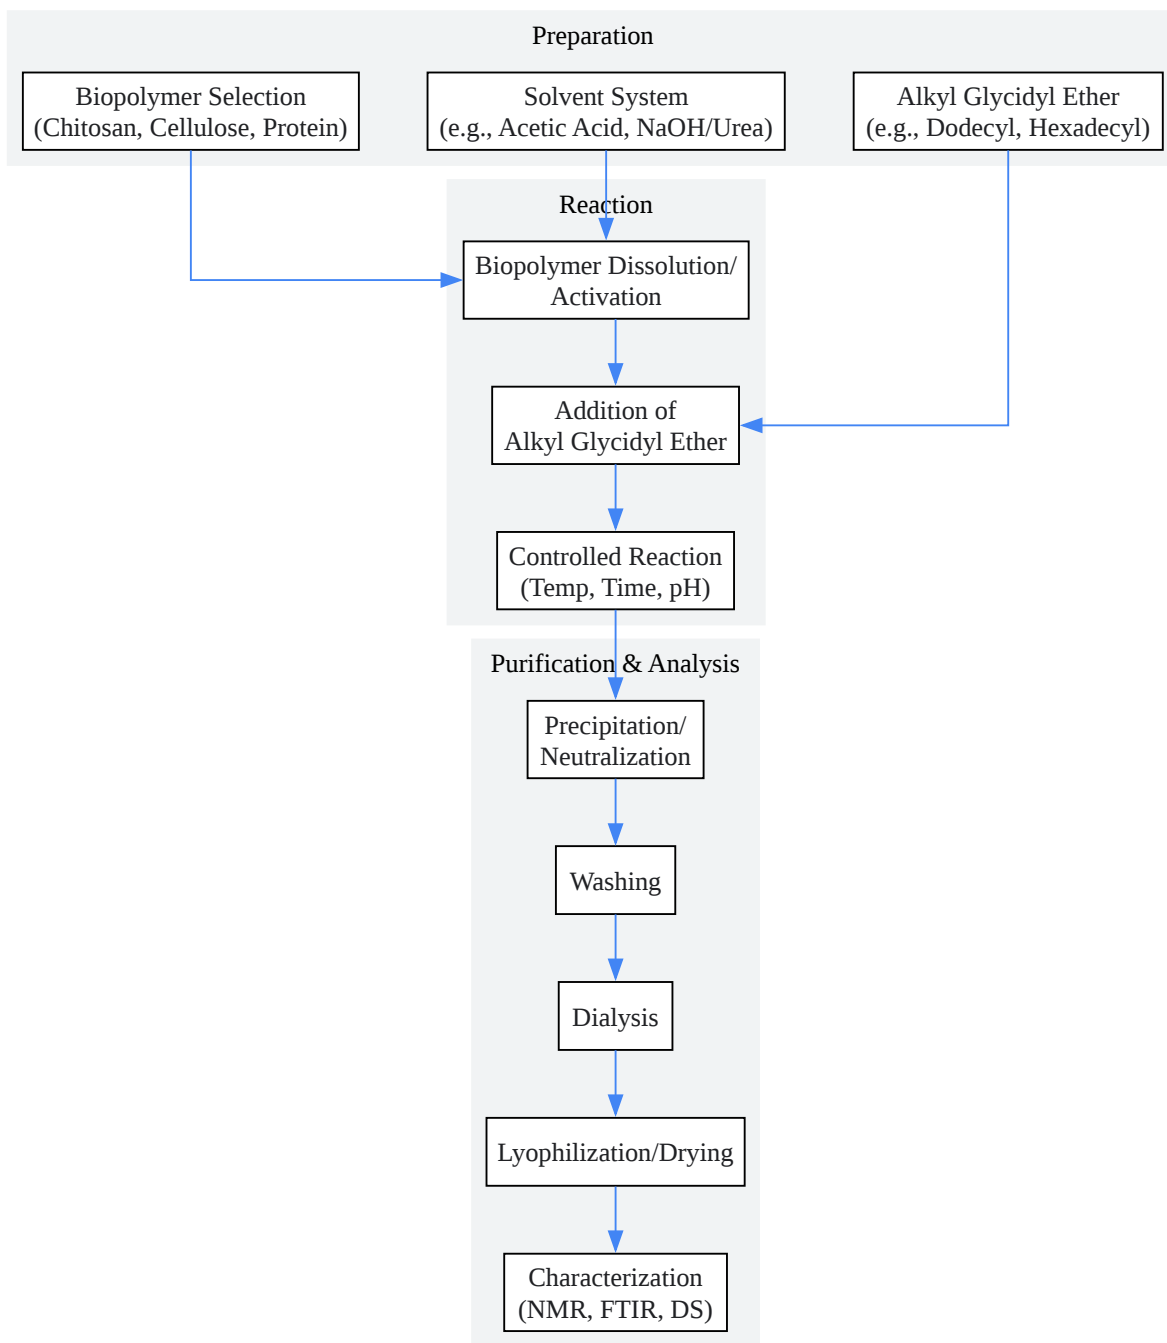 Preparation
Biopolymer Selection
(Chitosan, Cellulose, Protein)
Solvent System
(e.g., Acetic Acid, NaOH/Urea)
Alkyl Glycidyl Ether
(e.g., Dodecyl, Hexadecyl)
Reaction
Biopolymer Dissolution/
Activation
Addition of
Alkyl Glycidyl Ether
Controlled Reaction
(Temp, Time, pH)
Purification & Analysis
Precipitation/
Neutralization
Washing
Dialysis
Lyophilization/Drying
Characterization
(NMR, FTIR, DS)